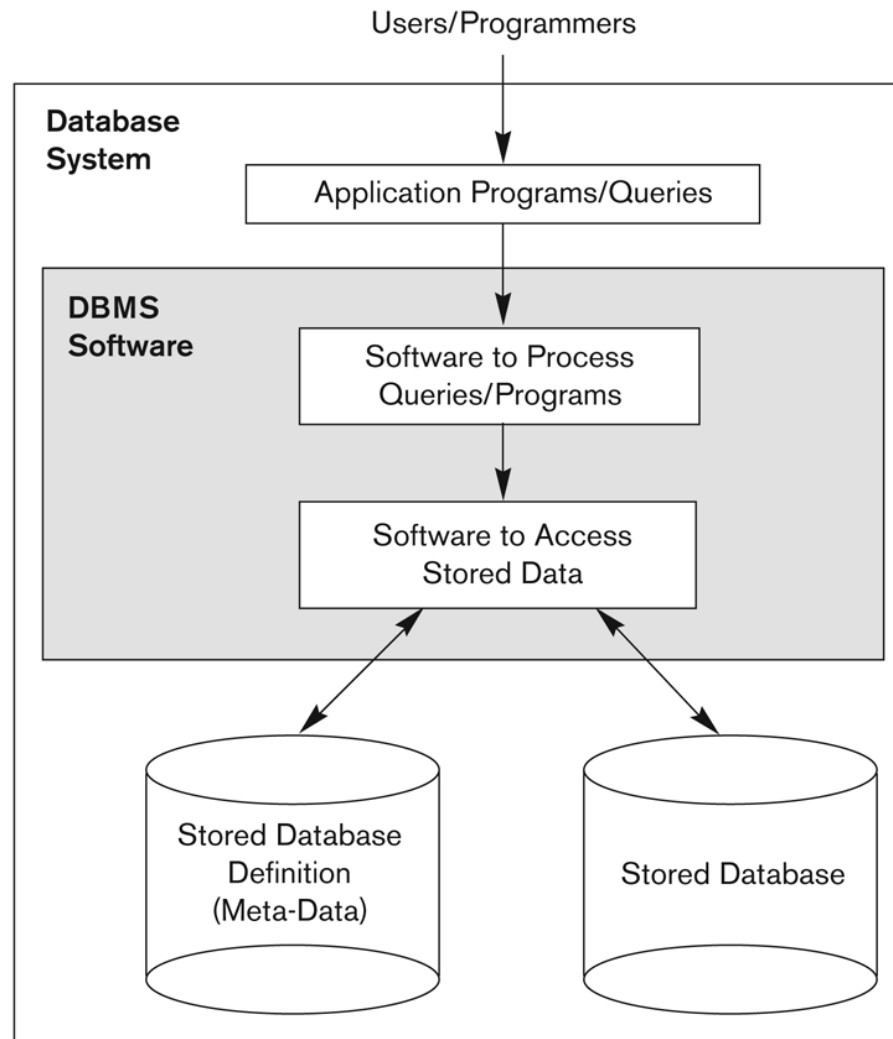 Users/Programmers
Database
System
Application Programs/Queries
DBMS
Software
Software to Process
Queries/Programs
Software to Access
Stored Data
Stored Database
Definition
(Meta-Data)
Stored Database